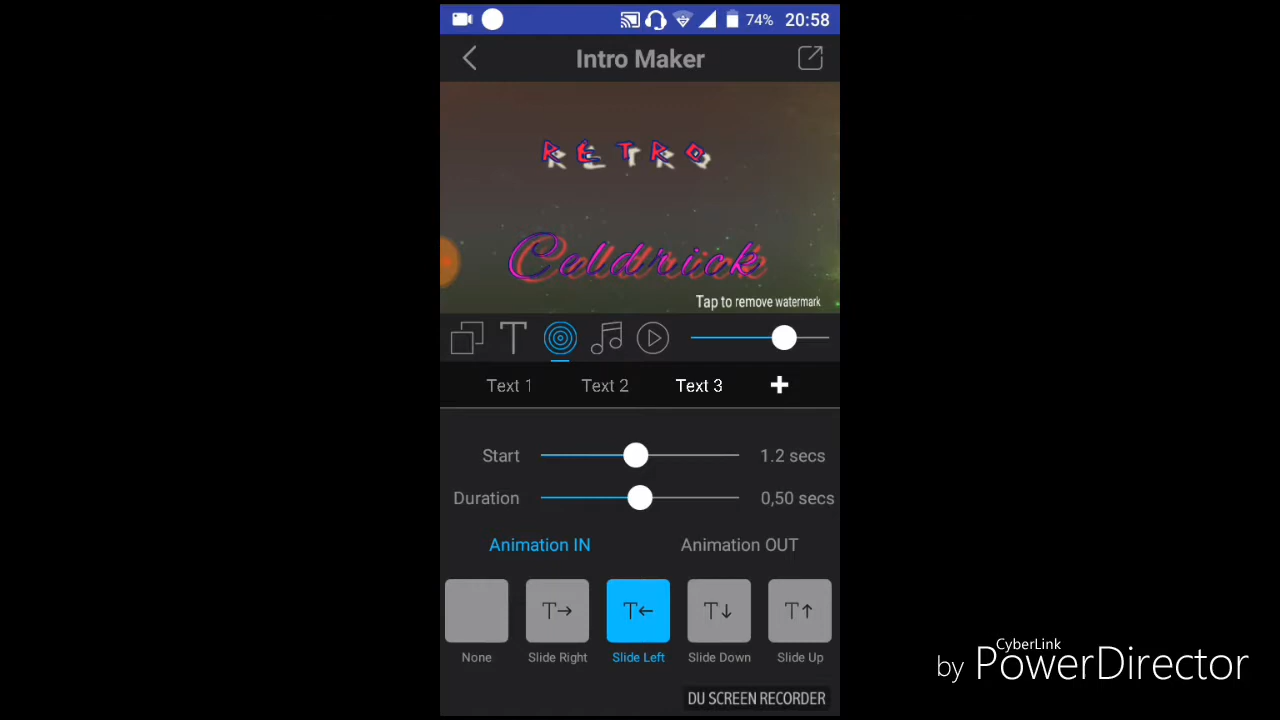 74% 20:58
Intro Maker
RETRO
Coldrick
Tap to remove watermark
T
Text 1 Text 2 Text 3 +
Start 1.2 secs
Duration 0,50 secs
Animation IN Animation OUT
T→ T← T↓ T↑
None Slide Right Slide Left Slide Down Slide Up
CyberLink
by PowerDirector
DU SCREEN RECORDER